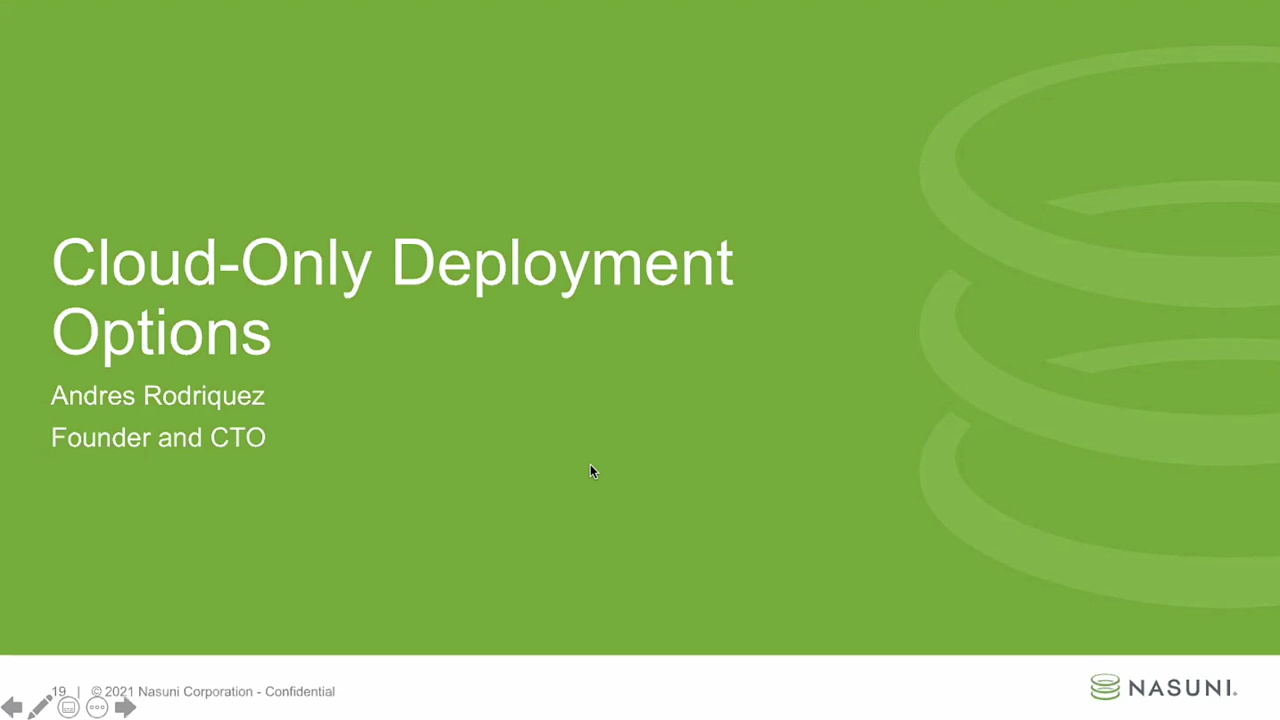 Cloud-Only Deployment
Options
Andres Rodriquez
Founder and CTO
19 | © 2021 Nasuni Corporation - Confidential
NASUNI.